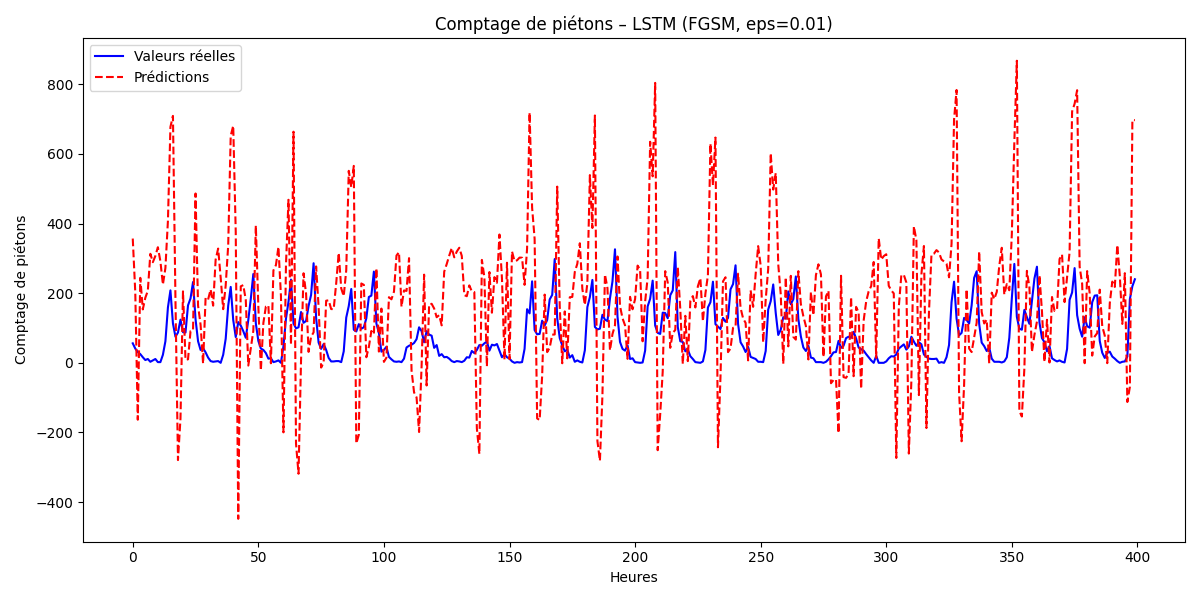 Comptage de piétons – LSTM (FGSM, eps=0.01)
Valeurs réelles
Prédictions
Comptage de piétons
800
600
400
200
0
−200
−400
0 50 100 150 200 250 300 350 400
Heures